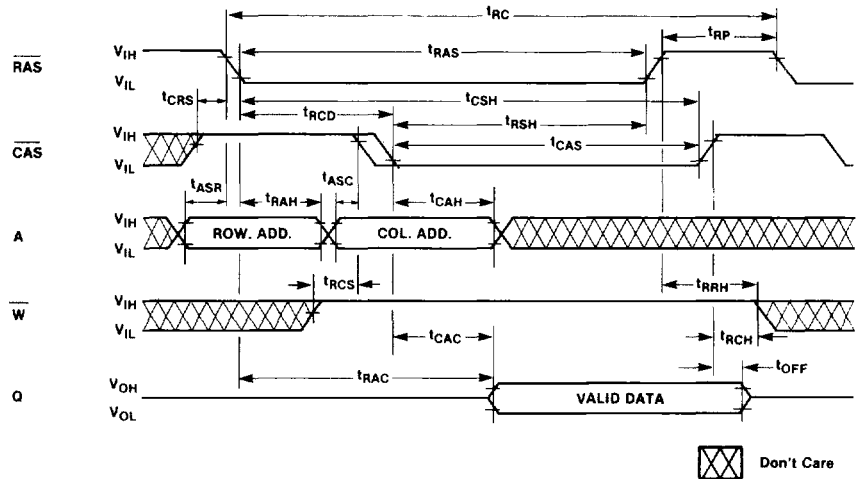 tRC
tRP
RAS
VIH
VIL
tRAS
tCRS
tCSH
tRCD
tRSH
CAS
VIH
VIL
tCAS
tASR
tRAH
tASC
tCAH
A
VIH
VIL
ROW. ADD.
COL. ADD.
tRCS
tRRH
W
VIH
VIL
tCAC
tRCH
tRAC
tOFF
Q
VOH
VOL
VALID DATA
Don't Care